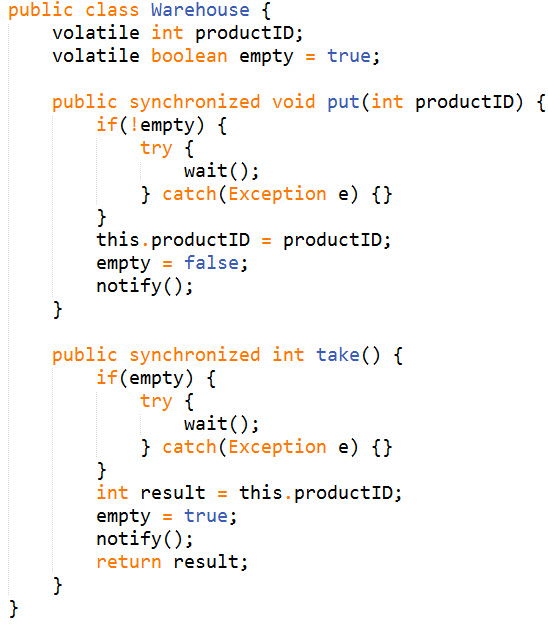 public class Warehouse {
    volatile int productID;
    volatile boolean empty = true;

    public synchronized void put(int productID) {
        if(!empty) {
            try {
                wait();
            } catch(Exception e) {}
        }
        this.productID = productID;
        empty = false;
        notify();
    }

    public synchronized int take() {
        if(empty) {
            try {
                wait();
            } catch(Exception e) {}
        }
        int result = this.productID;
        empty = true;
        notify();
        return result;
    }
}